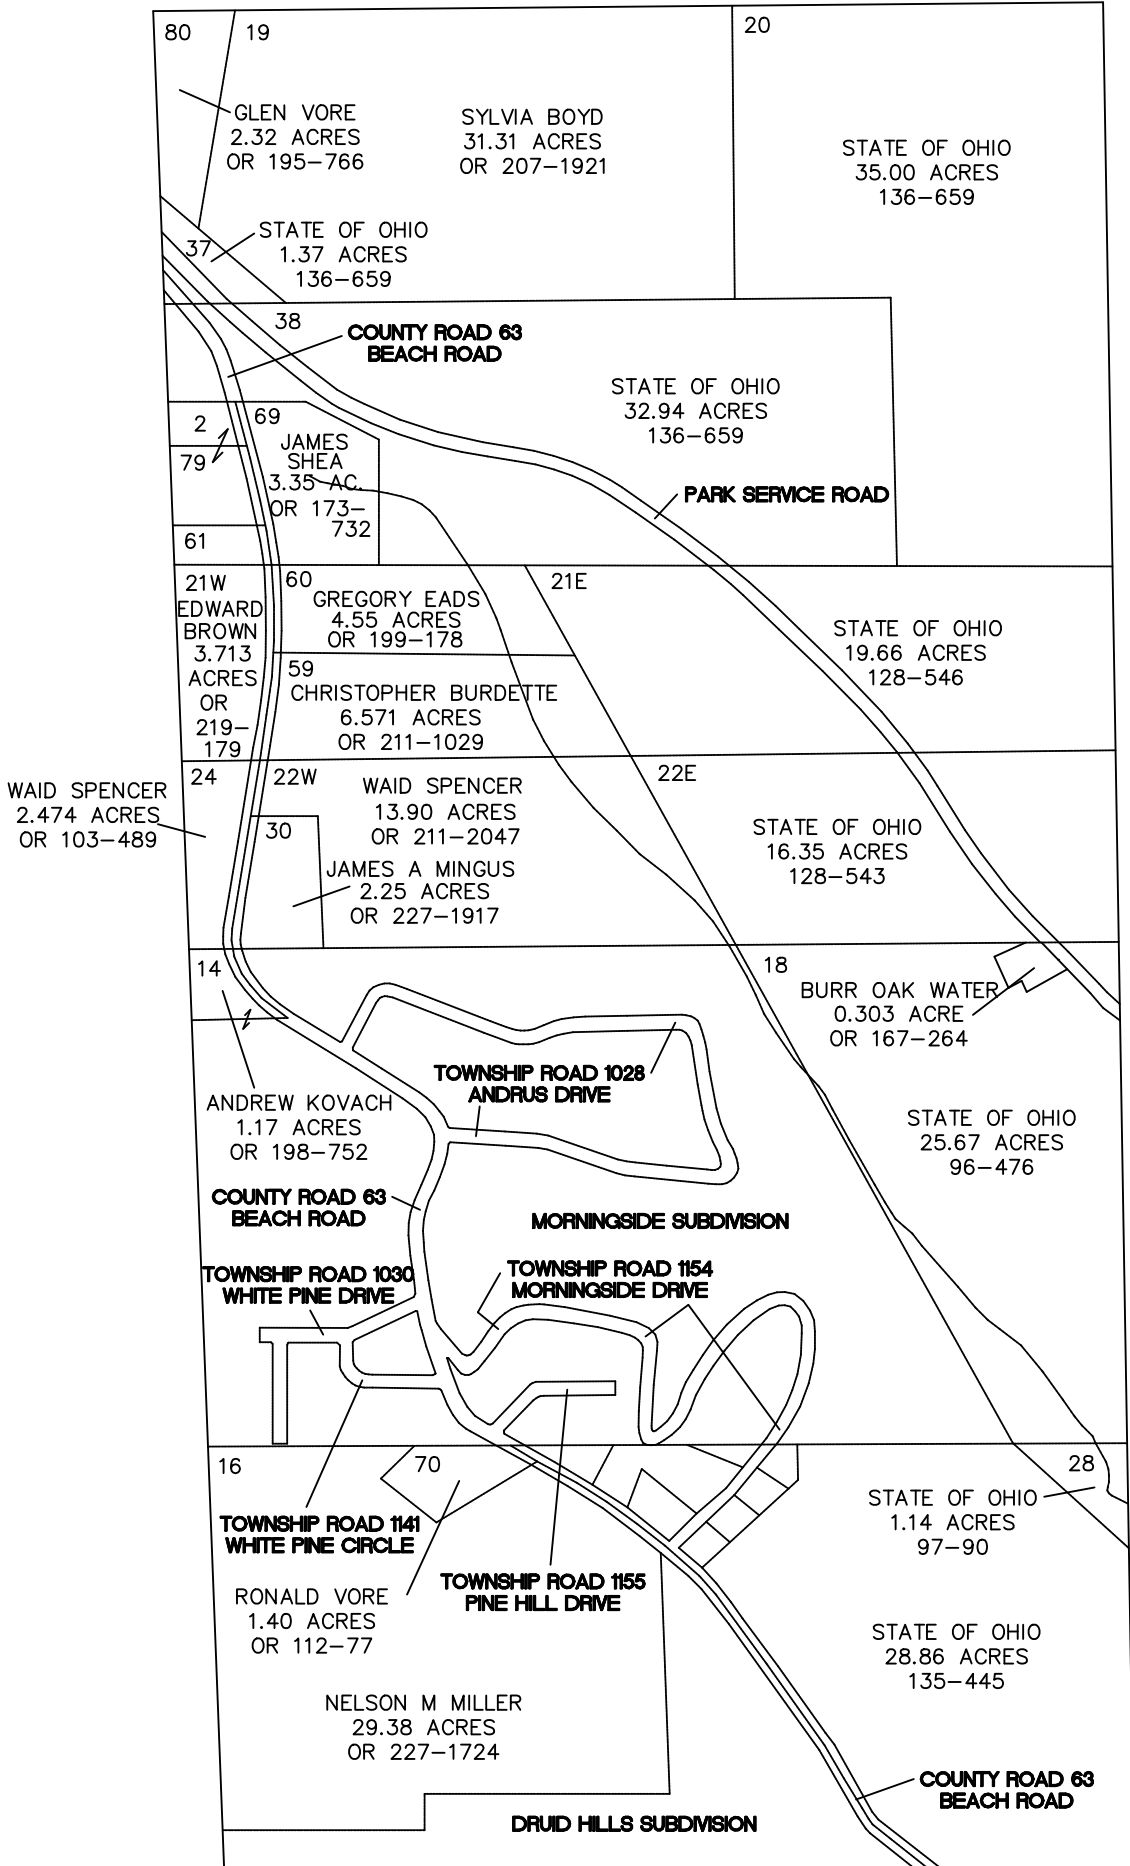 80
19
20
GLEN VORE
2.32 ACRES
OR 195-766
SYLVIA BOYD
31.31 ACRES
OR 207-1921
STATE OF OHIO
35.00 ACRES
136-659
37
STATE OF OHIO
1.37 ACRES
136-659
38
COUNTY ROAD 63
BEACH ROAD
STATE OF OHIO
32.94 ACRES
136-659
2
69
79
JAMES
SHEA
3.35 AC.
OR 173-
732
PARK SERVICE ROAD
61
21W
EDWARD
BROWN
3.713
ACRES
OR
219-
179
60
GREGORY EADS
4.55 ACRES
OR 199-178
21E
STATE OF OHIO
19.66 ACRES
128-546
59
CHRISTOPHER BURDETTE
6.571 ACRES
OR 211-1029
24
WAID SPENCER
2.474 ACRES
OR 103-489
22W
WAID SPENCER
13.90 ACRES
OR 211-2047
22E
STATE OF OHIO
16.35 ACRES
128-543
30
JAMES A MINGUS
2.25 ACRES
OR 227-1917
14
18
BURR OAK WATER
0.303 ACRE
OR 167-264
TOWNSHIP ROAD 1028
ANDRUS DRIVE
ANDREW KOVACH
1.17 ACRES
OR 198-752
STATE OF OHIO
25.67 ACRES
96-476
COUNTY ROAD 63
BEACH ROAD
MORNINGSIDE SUBDIVISION
TOWNSHIP ROAD 1030
WHITE PINE DRIVE
TOWNSHIP ROAD 1154
MORNINGSIDE DRIVE
16
70
28
STATE OF OHIO
1.14 ACRES
97-90
TOWNSHIP ROAD 1141
WHITE PINE CIRCLE
TOWNSHIP ROAD 1155
PINE HILL DRIVE
RONALD VORE
1.40 ACRES
OR 112-77
STATE OF OHIO
28.86 ACRES
135-445
NELSON M MILLER
29.38 ACRES
OR 227-1724
COUNTY ROAD 63
BEACH ROAD
DRUID HILLS SUBDIVISION